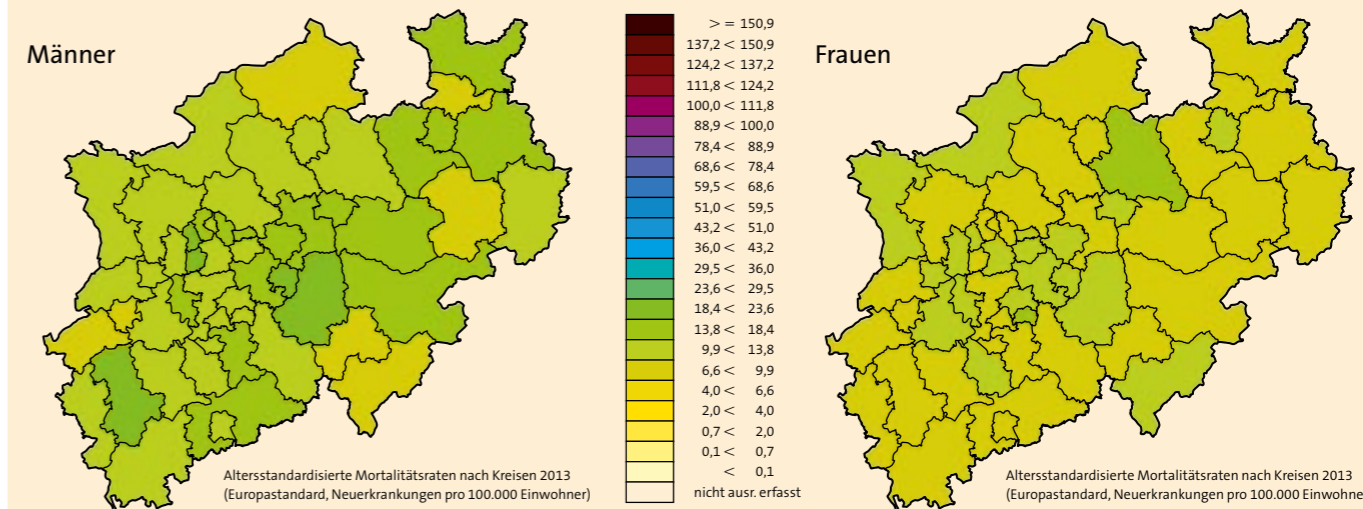 Männer
> = 150,9
137,2 < 150,9
124,2 < 137,2
111,8 < 124,2
100,0 < 111,8
88,9 < 100,0
78,4 < 88,9
68,6 < 78,4
59,5 < 68,6
51,0 < 59,5
43,2 < 51,0
36,0 < 43,2
29,5 < 36,0
23,6 < 29,5
18,4 < 23,6
13,8 < 18,4
9,9 < 13,8
6,6 < 9,9
4,0 < 6,6
2,0 < 4,0
0,7 < 2,0
0,1 < 0,7
< 0,1
nicht ausr. erfasst
Altersstandardisierte Mortalitätsraten nach Kreisen 2013
(Europastandard, Neuerkrankungen pro 100.000 Einwohner)
Frauen
Altersstandardisierte Mortalitätsraten nach Kreisen 2013
(Europastandard, Neuerkrankungen pro 100.000 Einwohne